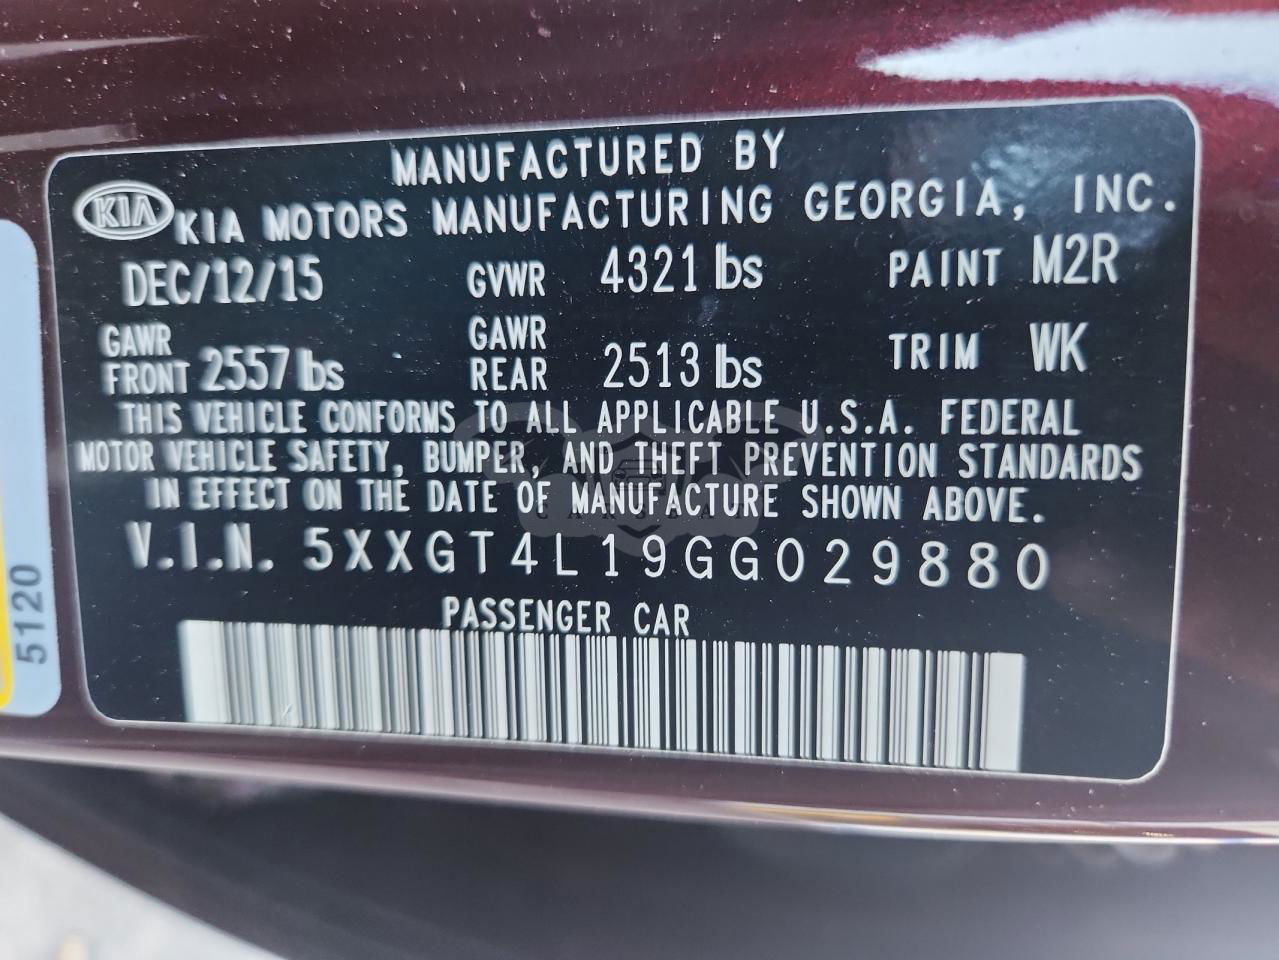 MANUFACTURED BY
KIA KIA MOTORS MANUFACTURING GEORGIA, INC.
DEC/12/15 GVWR 4321 lbs PAINT M2R
GAWR FRONT 2557 lbs GAWR REAR 2513 lbs TRIM WK
THIS VEHICLE CONFORMS TO ALL APPLICABLE U.S.A. FEDERAL
MOTOR VEHICLE SAFETY, BUMPER, AND THEFT PREVENTION STANDARDS
IN EFFECT ON THE DATE OF MANUFACTURE SHOWN ABOVE.
V.I.N. 5XXGT4L19GG029880
PASSENGER CAR
5120